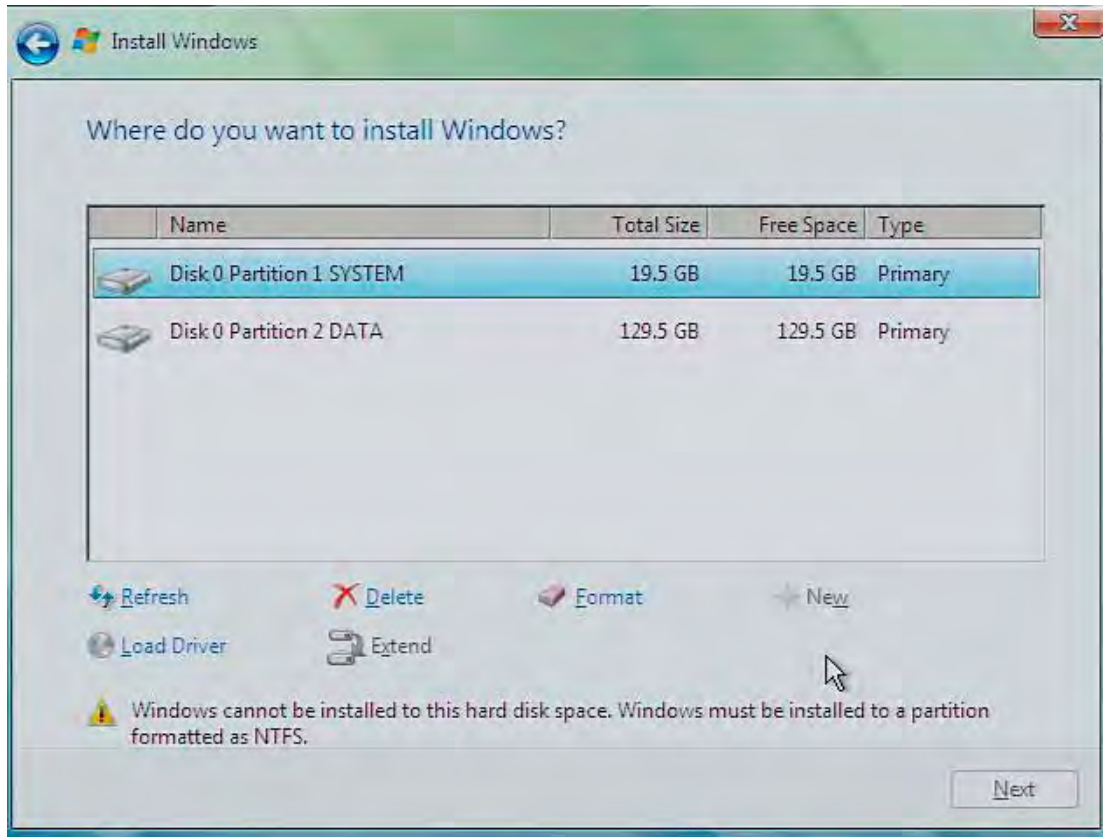 Install Windows
Where do you want to install Windows?
Name Total Size Free Space Type
Disk 0 Partition 1 SYSTEM 19.5 GB 19.5 GB Primary
Disk 0 Partition 2 DATA 129.5 GB 129.5 GB Primary
Refresh Delete Format New
Load Driver Extend
Windows cannot be installed to this hard disk space. Windows must be installed to a partition
formatted as NTFS.
Next